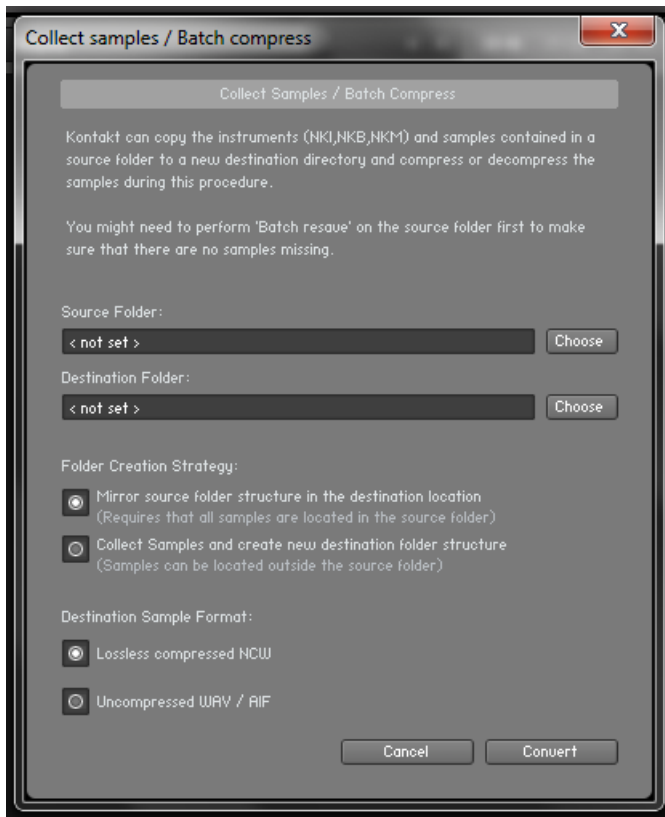 Collect samples / Batch compress
Collect Samples / Batch Compress
Kontakt can copy the instruments (NKI,NKB,NKM) and samples contained in a
source folder to a new destination directory and compress or decompress the
samples during this procedure.
You might need to perform 'Batch resave' on the source folder first to make
sure that there are no samples missing.
Source Folder:
< not set >
Choose
Destination Folder:
< not set >
Choose
Folder Creation Strategy:
Mirror source folder structure in the destination location
(Requires that all samples are located in the source folder)
Collect Samples and create new destination folder structure
(Samples can be located outside the source folder)
Destination Sample Format:
Lossless compressed NCW
Uncompressed WAV / AIF
Cancel
Convert